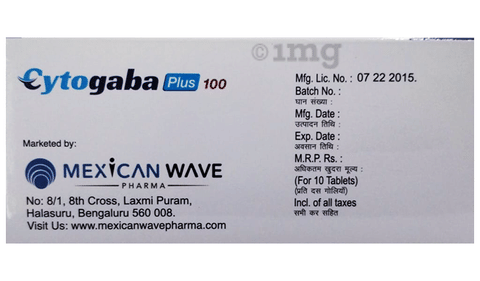 ©1mg
Cytogaba Plus 100
Marketed by:
MEXICAN WAVE
PHARMA
No: 8/1, 8th Cross, Laxmi Puram,
Halasuru, Bengaluru 560 008.
Visit Us: www.mexicanwavepharma.com
Mfg. Lic. No. : 07 22 2015.
Batch No. :
घान संख्या :
Mfg. Date :
उत्पादन तिथि :
Exp. Date :
अवसान तिथि :
M.R.P. Rs. :
अधिकतम खुदरा मूल्य :
(For 10 Tablets)
(प्रति दस गोलियाँ)
Incl. of all taxes
सभी कर सहित